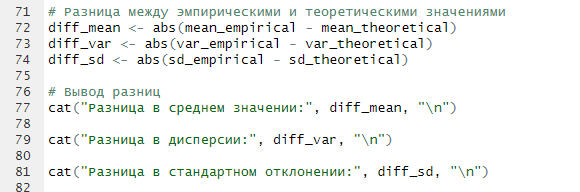 71 # Разница между эмпирическими и теоретическими значениями
72 diff_mean <- abs(mean_empirical - mean_theoretical)
73 diff_var <- abs(var_empirical - var_theoretical)
74 diff_sd <- abs(sd_empirical - sd_theoretical)
75
76 # Вывод разниц
77 cat("Разница в среднем значении:", diff_mean, "\n")
78
79 cat("Разница в дисперсии:", diff_var, "\n")
80
81 cat("Разница в стандартном отклонении:", diff_sd, "\n")
82